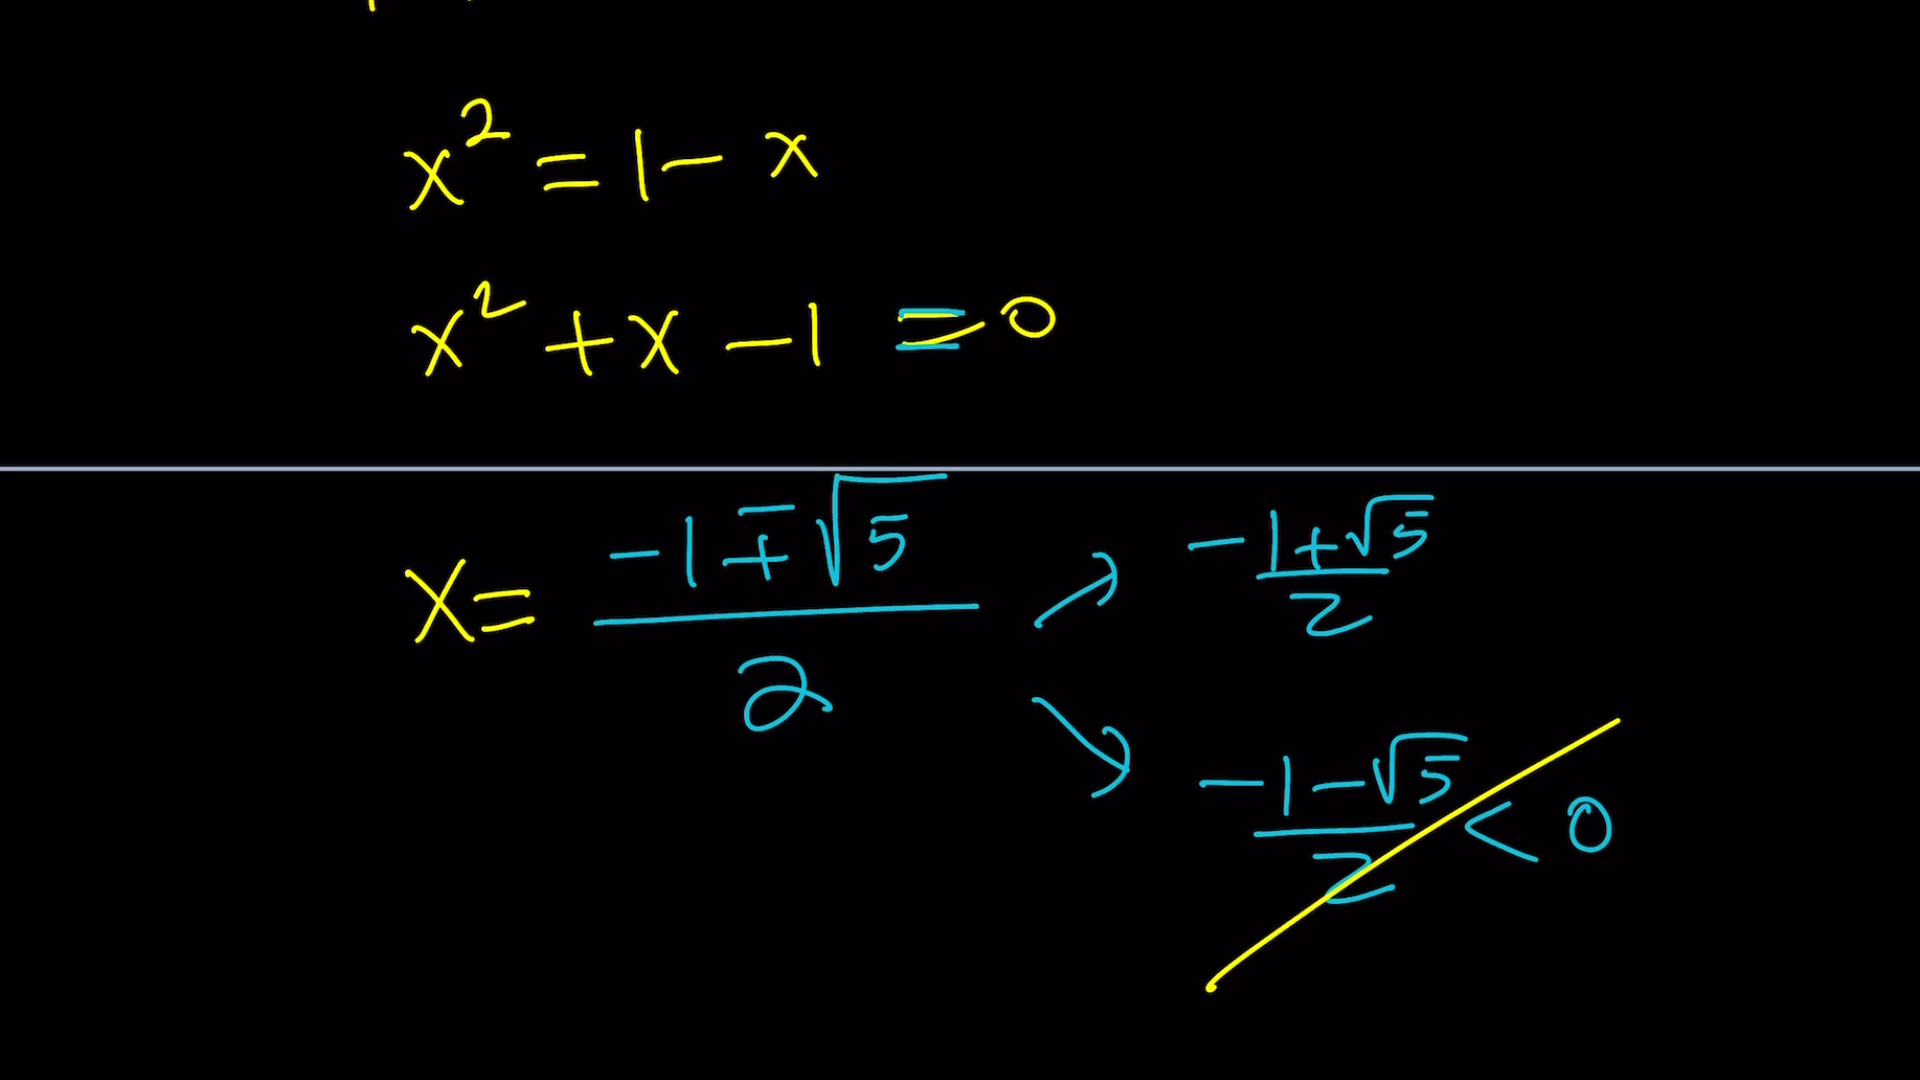 x² = 1 − x
x² + x − 1 = 0
x = (−1 ∓ √5)/2
(−1 + √5)/2
(−1 − √5)/2 < 0